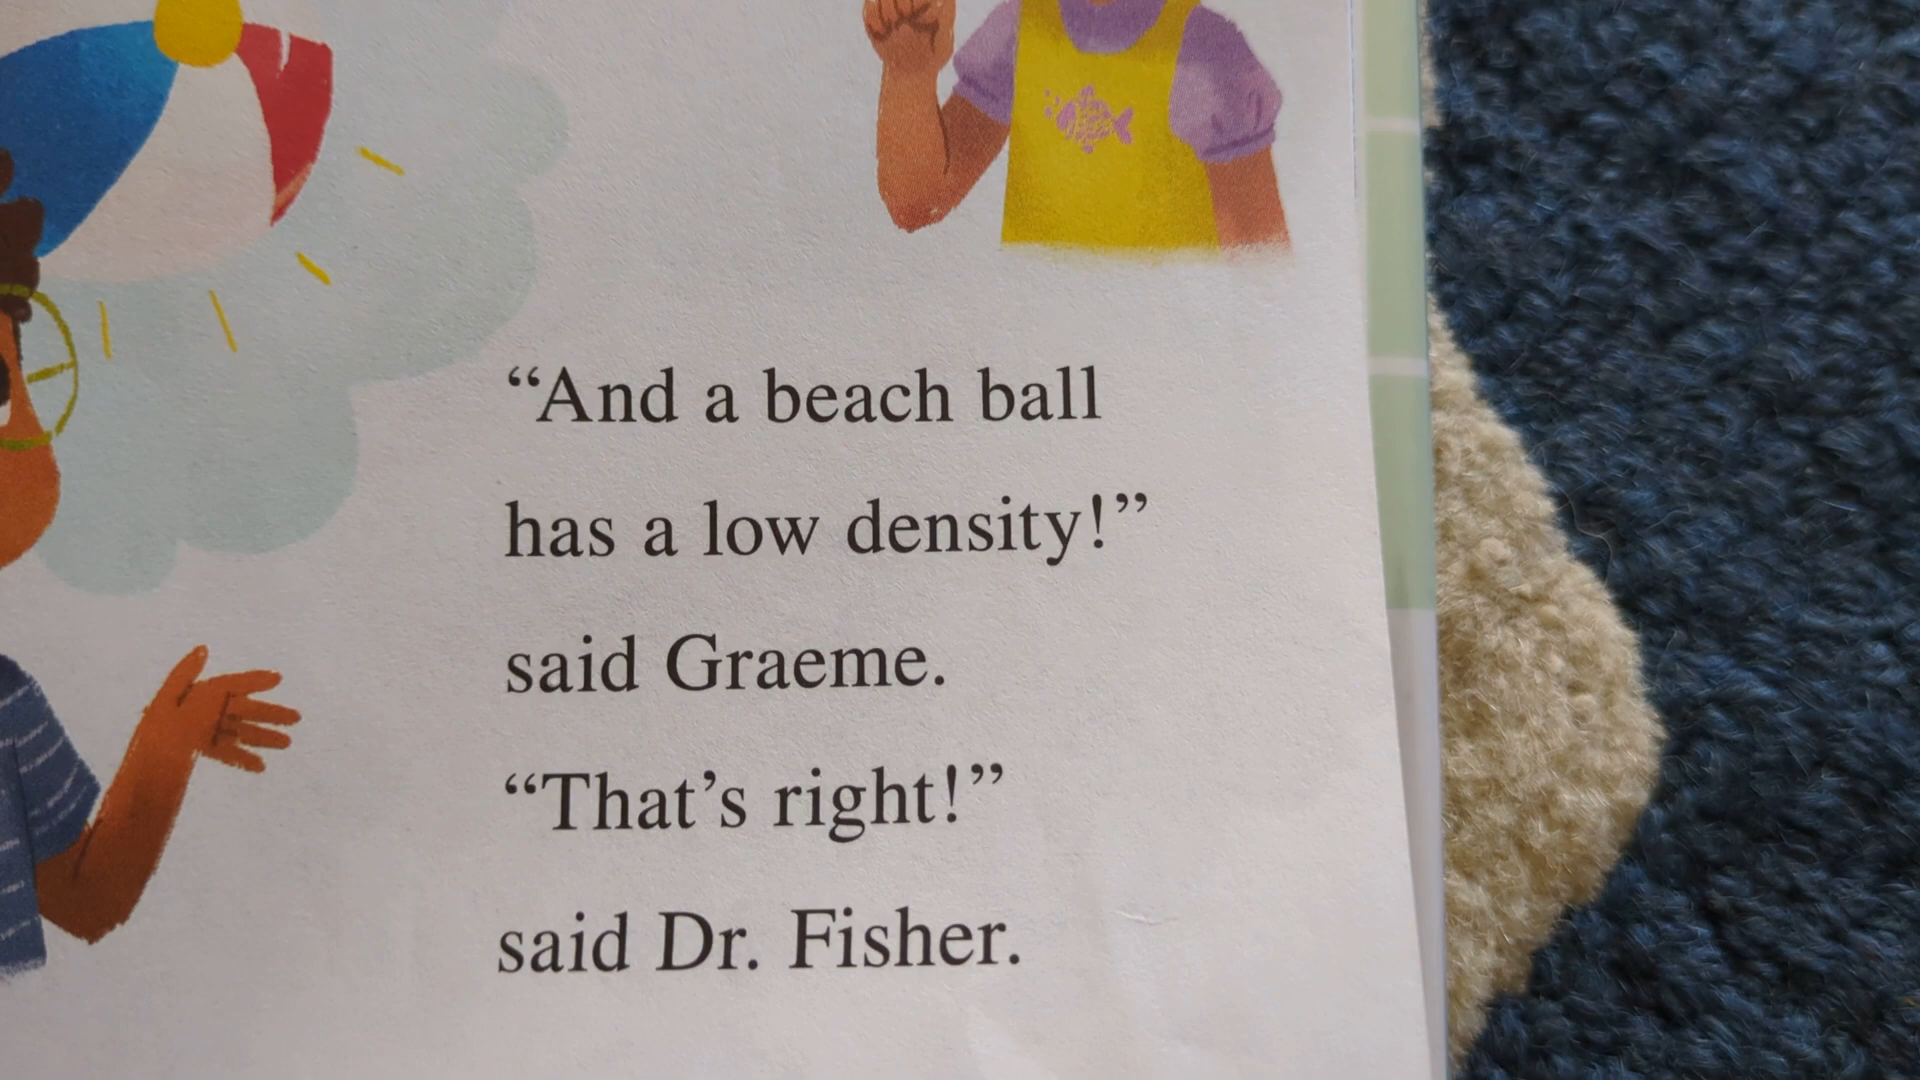 “And a beach ball
has a low density!”
said Graeme.
“That’s right!”
said Dr. Fisher.